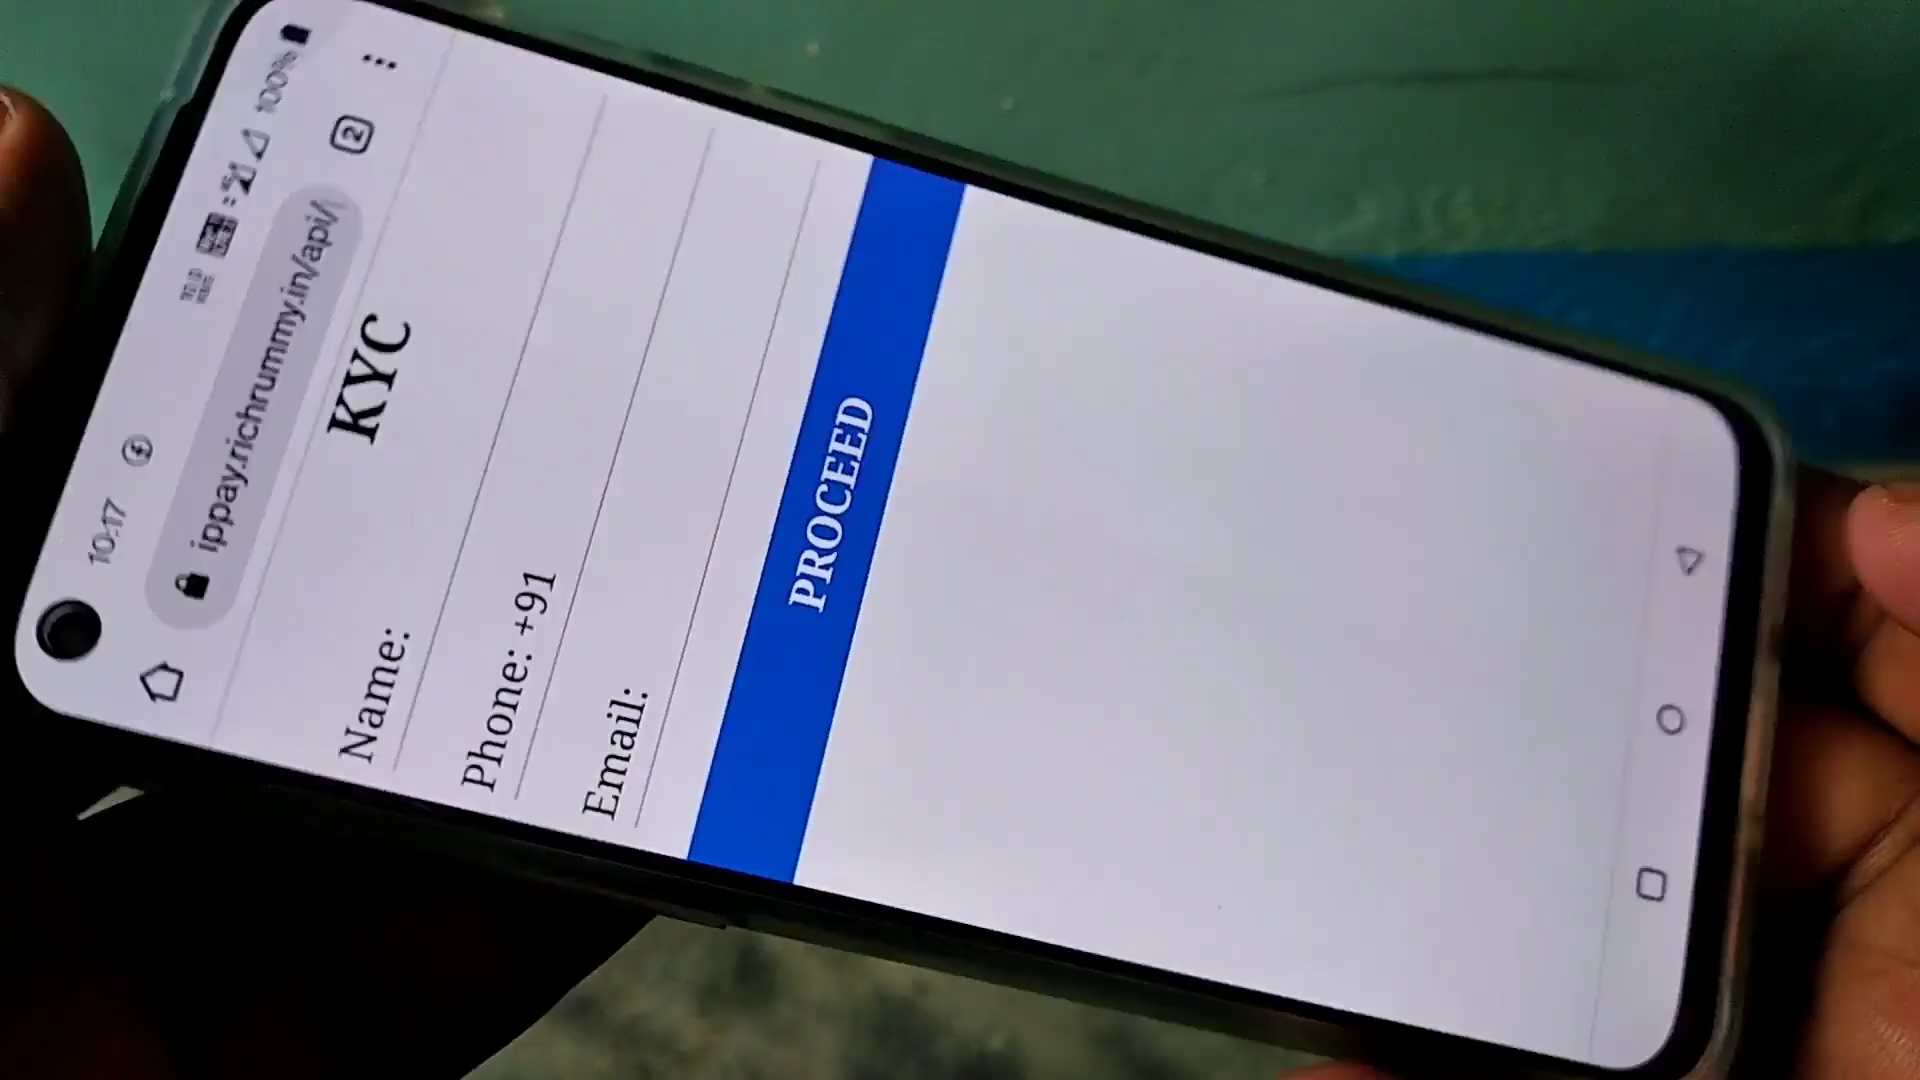 10:17
100%
ippay.richrummy.in/api/
2
KYC
Name:
Phone: +91
Email:
PROCEED